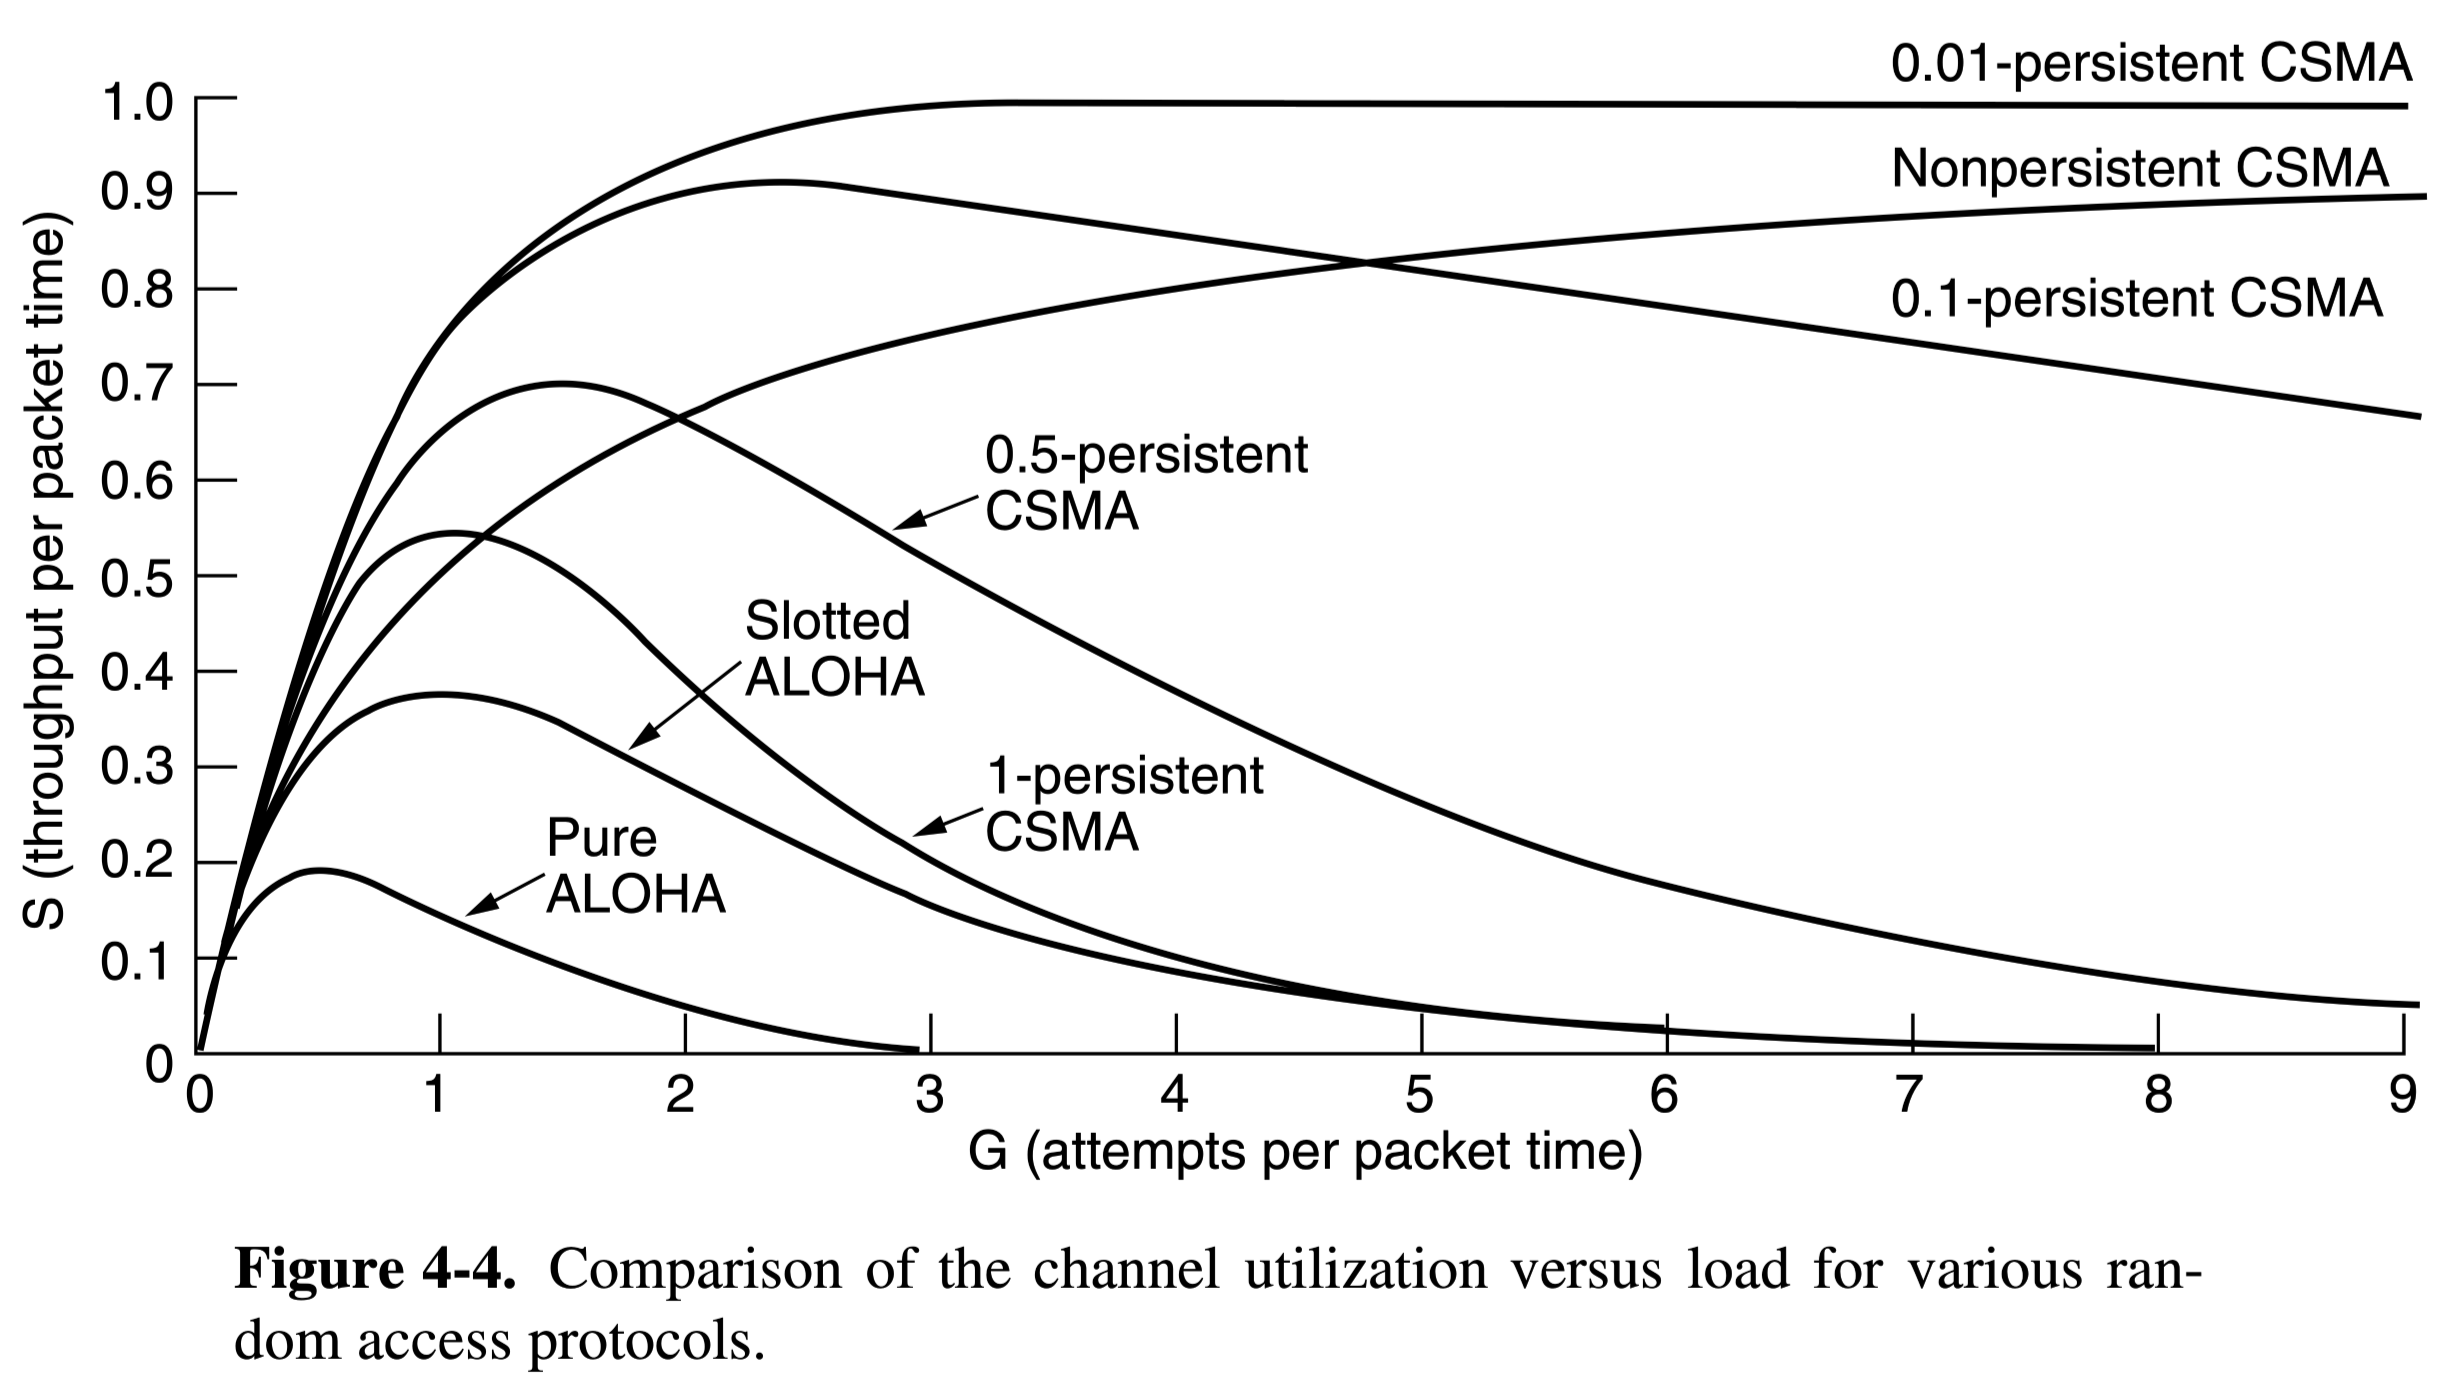 0.01-persistent CSMA
1.0
Nonpersistent CSMA
0.9
0.8
0.1-persistent CSMA
0.7
0.6
0.5-persistent
CSMA
0.5
Slotted
ALOHA
0.4
0.3
1-persistent
CSMA
Pure
ALOHA
0.2
0.1
0
S (throughput per packet time)
0 1 2 3 4 5 6 7 8 9
G (attempts per packet time)
Figure 4-4. Comparison of the channel utilization versus load for various ran-
dom access protocols.